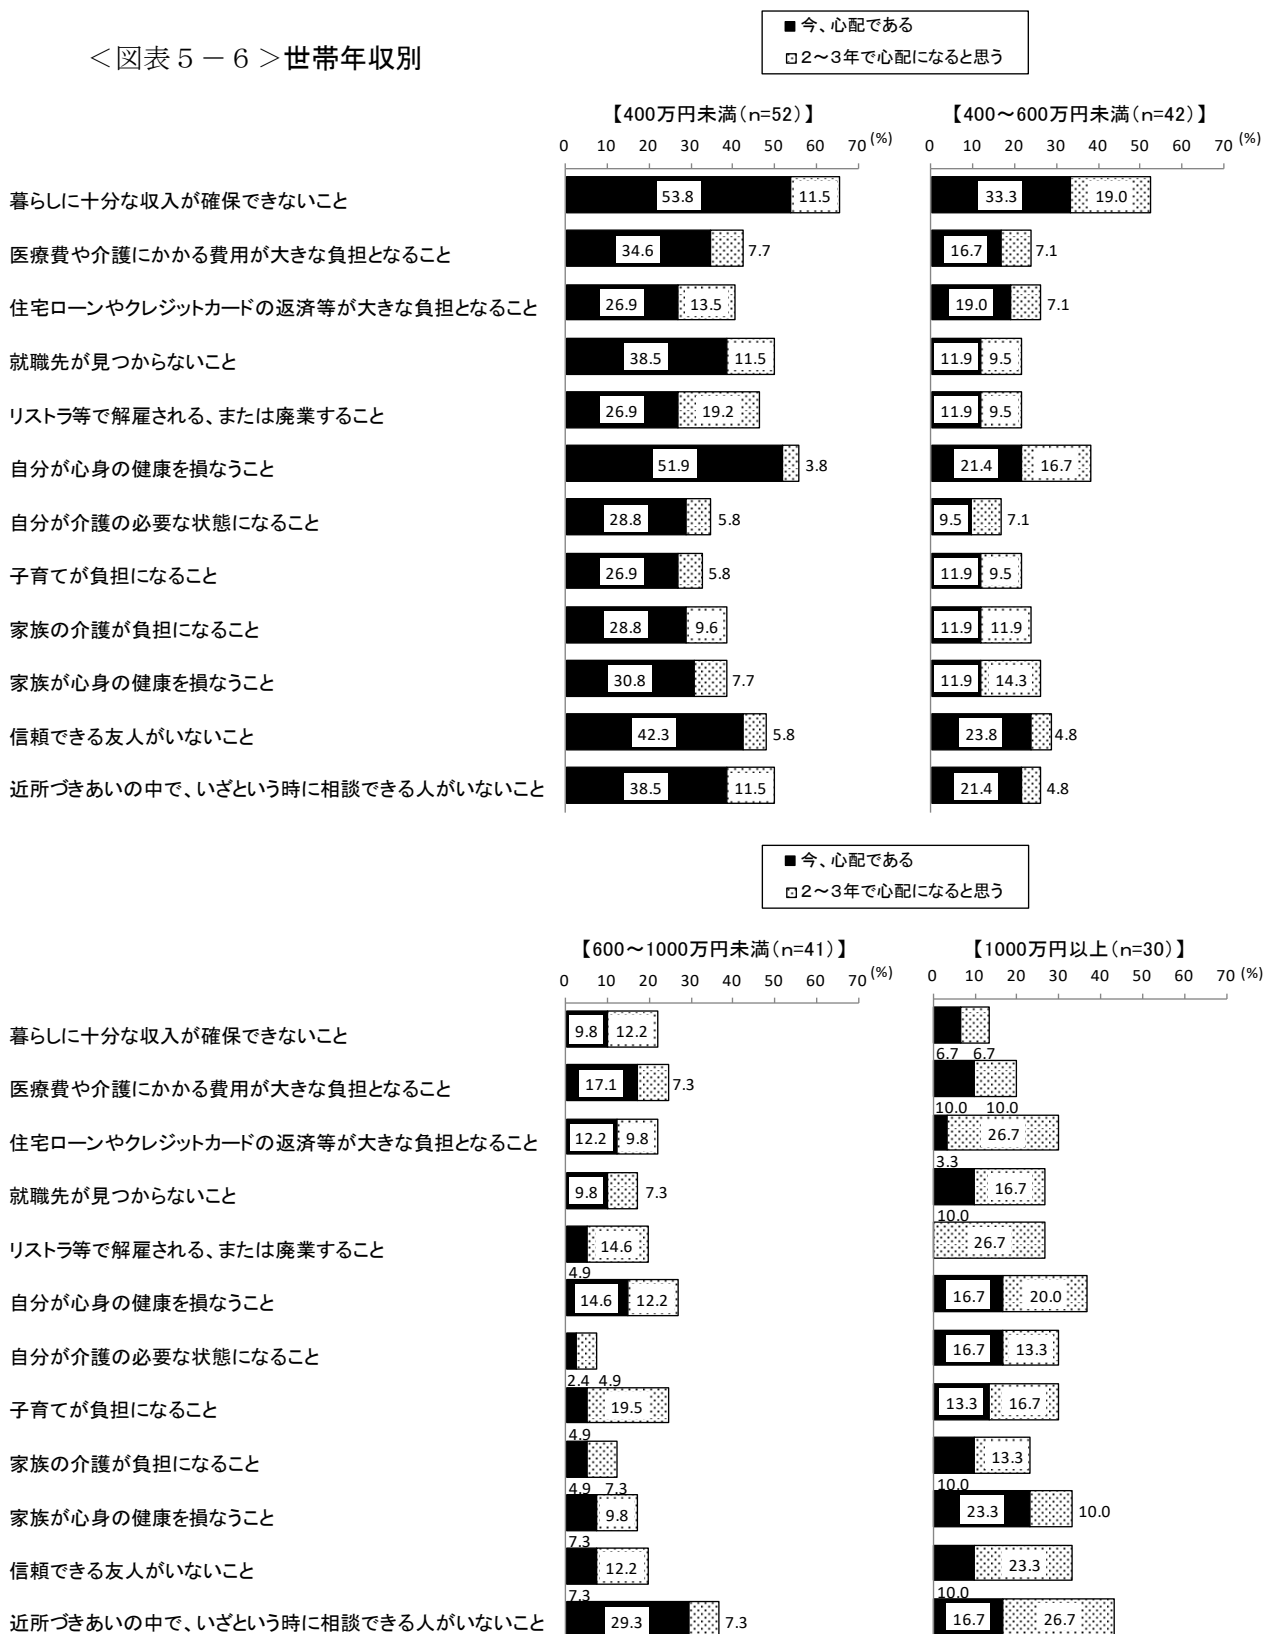 ■今、心配である
□2～3年で心配になると思う
＜図表５－６＞世帯年収別
【400万円未満(n=52)】 【400～600万円未満(n=42)】
0 10 20 30 40 50 60 70 (%) 0 10 20 30 40 50 60 70 (%)
暮らしに十分な収入が確保できないこと 53.8 11.5 33.3 19.0
医療費や介護にかかる費用が大きな負担となること 34.6 7.7 16.7 7.1
住宅ローンやクレジットカードの返済等が大きな負担となること 26.9 13.5 19.0 7.1
就職先が見つからないこと 38.5 11.5 11.9 9.5
リストラ等で解雇される、または廃業すること 26.9 19.2 11.9 9.5
自分が心身の健康を損なうこと 51.9 3.8 21.4 16.7
自分が介護の必要な状態になること 28.8 5.8 9.5 7.1
子育てが負担になること 26.9 5.8 11.9 9.5
家族の介護が負担になること 28.8 9.6 11.9 11.9
家族が心身の健康を損なうこと 30.8 7.7 11.9 14.3
信頼できる友人がいないこと 42.3 5.8 23.8 4.8
近所づきあいの中で、いざという時に相談できる人がいないこと 38.5 11.5 21.4 4.8
■今、心配である
□2～3年で心配になると思う
【600～1000万円未満(n=41)】 【1000万円以上(n=30)】
0 10 20 30 40 50 60 70 (%) 0 10 20 30 40 50 60 70 (%)
暮らしに十分な収入が確保できないこと 9.8 12.2 6.7 6.7
医療費や介護にかかる費用が大きな負担となること 17.1 7.3 10.0 10.0
住宅ローンやクレジットカードの返済等が大きな負担となること 12.2 9.8 3.3 26.7
就職先が見つからないこと 9.8 7.3 10.0 16.7
リストラ等で解雇される、または廃業すること 4.9 14.6 26.7
自分が心身の健康を損なうこと 14.6 12.2 16.7 20.0
自分が介護の必要な状態になること 2.4 4.9 16.7 13.3
子育てが負担になること 4.9 19.5 13.3 16.7
家族の介護が負担になること 4.9 7.3 10.0 13.3
家族が心身の健康を損なうこと 7.3 9.8 23.3 10.0
信頼できる友人がいないこと 7.3 12.2 10.0 23.3
近所づきあいの中で、いざという時に相談できる人がいないこと 29.3 7.3 16.7 26.7